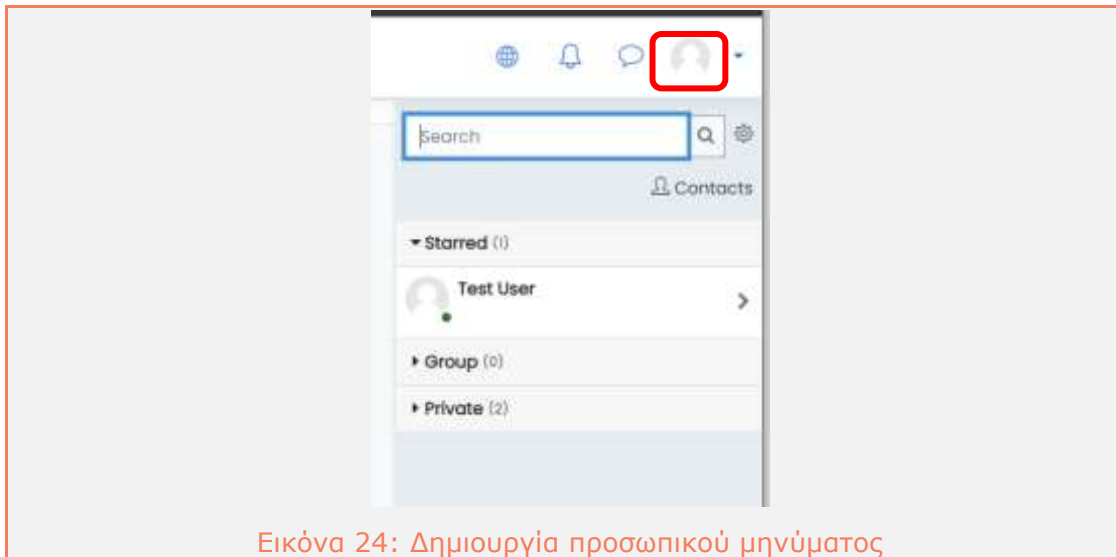 Search
Contacts
Starred (1)
Test User
Group (0)
Private (2)
Εικόνα 24: Δημιουργία προσωπικού μηνύματος